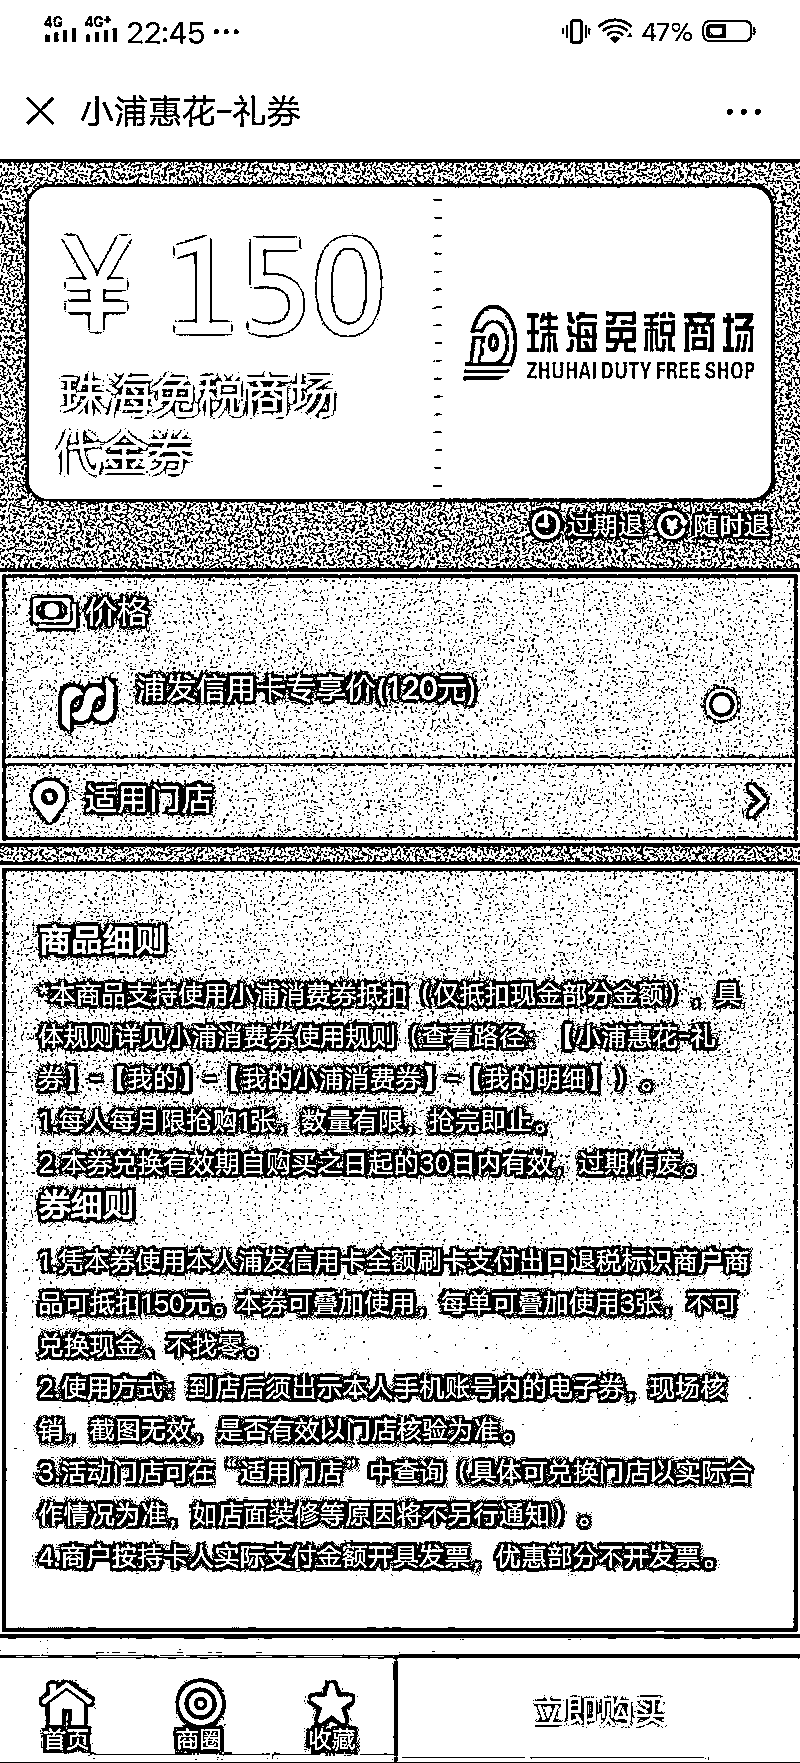 4G 4G+ 22:45 ··· 47%
小浦惠花-礼券 ···
¥ 150
珠海免税商场
代金券
珠海免税商场
ZHUHAI DUTY FREE SHOP
过期退 随时退
价格
浦发信用卡专享价(120元)
适用门店
商品细则
*本商品支持使用小浦消费券抵扣（仅抵扣现金部分金额）。具
体规则详见小浦消费券使用规则（查看路径：【小浦惠花-礼
券】-【我的】-【我的小浦消费券】-【我的明细】）。
1.每人每月限抢购1张，数量有限，抢完即止。
2.本券兑换有效期自购买之日起的30日内有效，过期作废。
券细则
1.凭本券使用本人浦发信用卡全额刷卡支付出口退税标识商户商
品可抵扣150元。本券可叠加使用，每单可叠加使用3张，不可
兑换现金、不找零。
2.使用方式：到店后须出示本人手机账号内的电子券，现场核
销，截图无效，是否有效以门店核验为准。
3.活动门店可在“适用门店”中查询（具体可兑换门店以实际合
作情况为准，如店面装修等原因将不另行通知）。
4.商户按持卡人实际支付金额开具发票，优惠部分不开发票。
首页 商圈 收藏 立即购买